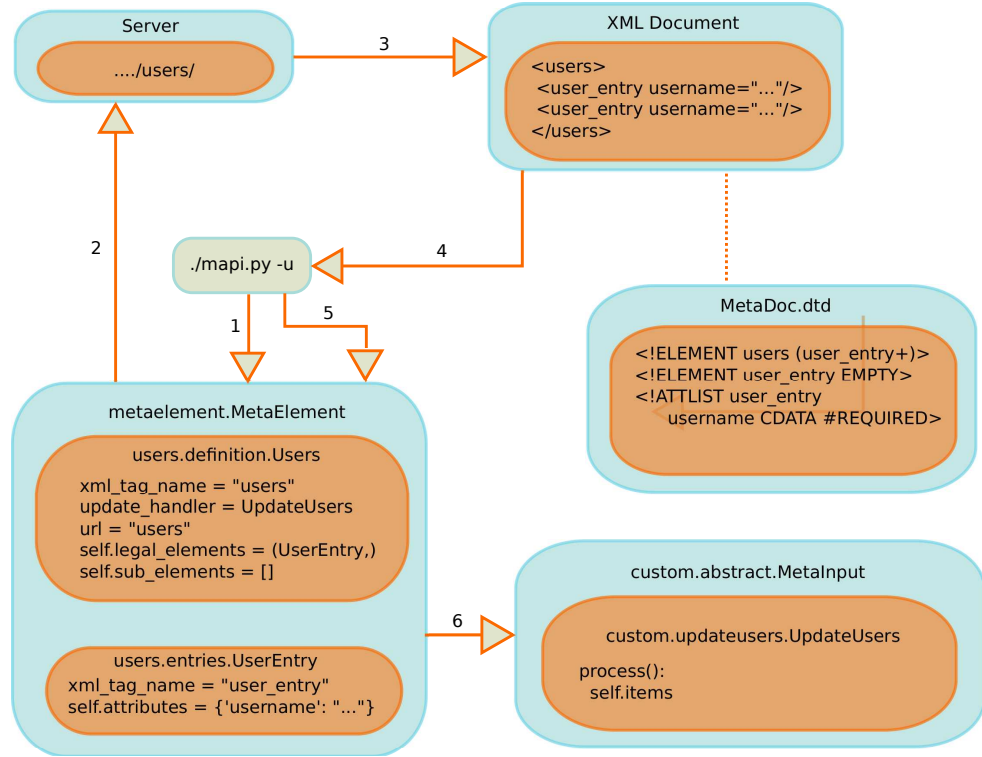 Server
..../users/
3
XML Document
<users>
<user_entry username="..."/>
<user_entry username="..."/>
</users>
2
./mapi.py -u
4
1
5
MetaDoc.dtd
<!ELEMENT users (user_entry+)>
<!ELEMENT user_entry EMPTY>
<!ATTLIST user_entry
username CDATA #REQUIRED>
metaelement.MetaElement
users.definition.Users
xml_tag_name = "users"
update_handler = UpdateUsers
url = "users"
self.legal_elements = (UserEntry,)
self.sub_elements = []
users.entries.UserEntry
xml_tag_name = "user_entry"
self.attributes = {'username': "..."}
6
custom.abstract.MetaInput
custom.updateusers.UpdateUsers
process():
self.items